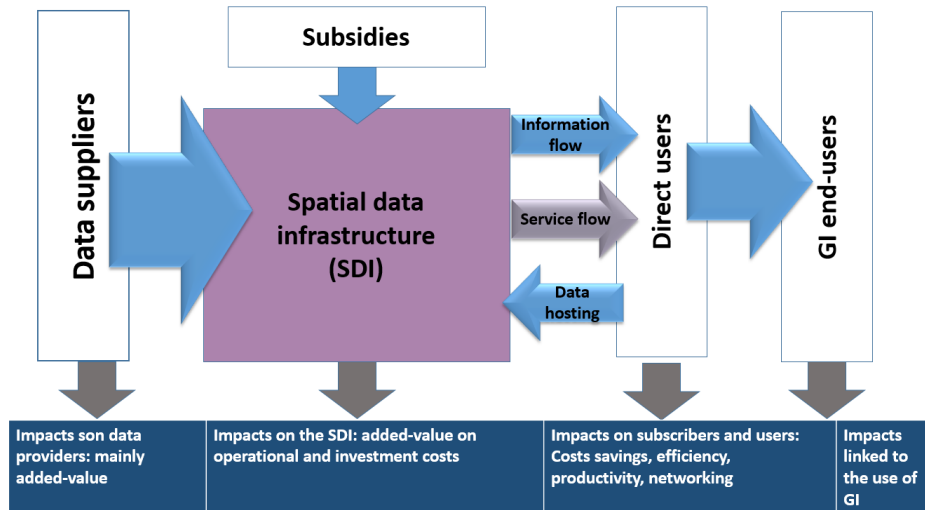 Data suppliers
Subsidies
Spatial data
infrastructure
(SDI)
Information
flow
Service flow
Data
hosting
Direct users
GI end-users
Impacts son data
providers: mainly
added-value
Impacts on the SDI: added-value on
operational and investment costs
Impacts on subscribers and users:
Costs savings, efficiency,
productivity, networking
Impacts
linked to
the use of
GI